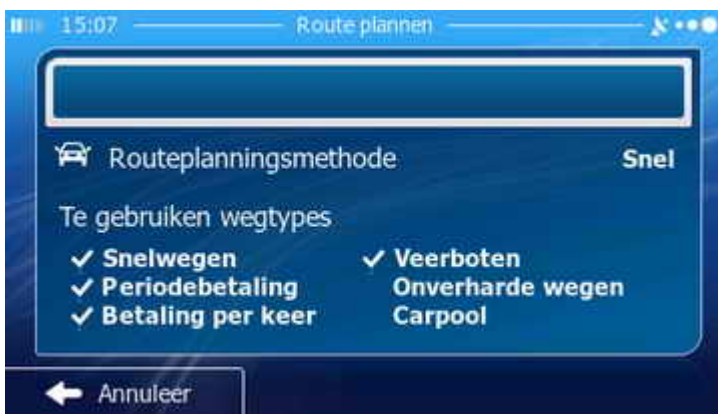 15:07 Route plannen
Routeplanningsmethode Snel
Te gebruiken wegtypes
Snelwegen Veerboten
Periodebetaling Onverharde wegen
Betaling per keer Carpool
Annuleer